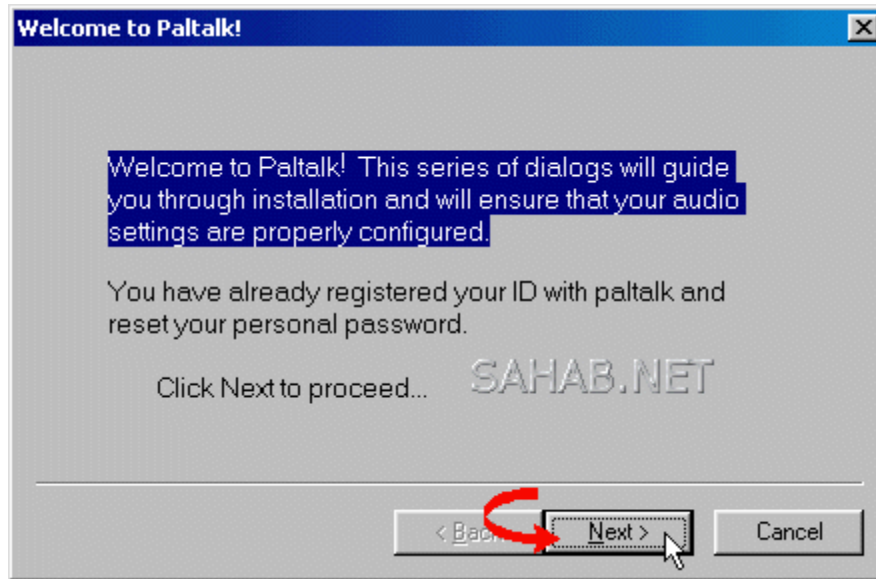 Welcome to Paltalk!
Welcome to Paltalk! This series of dialogs will guide
you through installation and will ensure that your audio
settings are properly configured.
You have already registered your ID with paltalk and
reset your personal password.
Click Next to proceed...
SAHAB.NET
< Back
Next >
Cancel